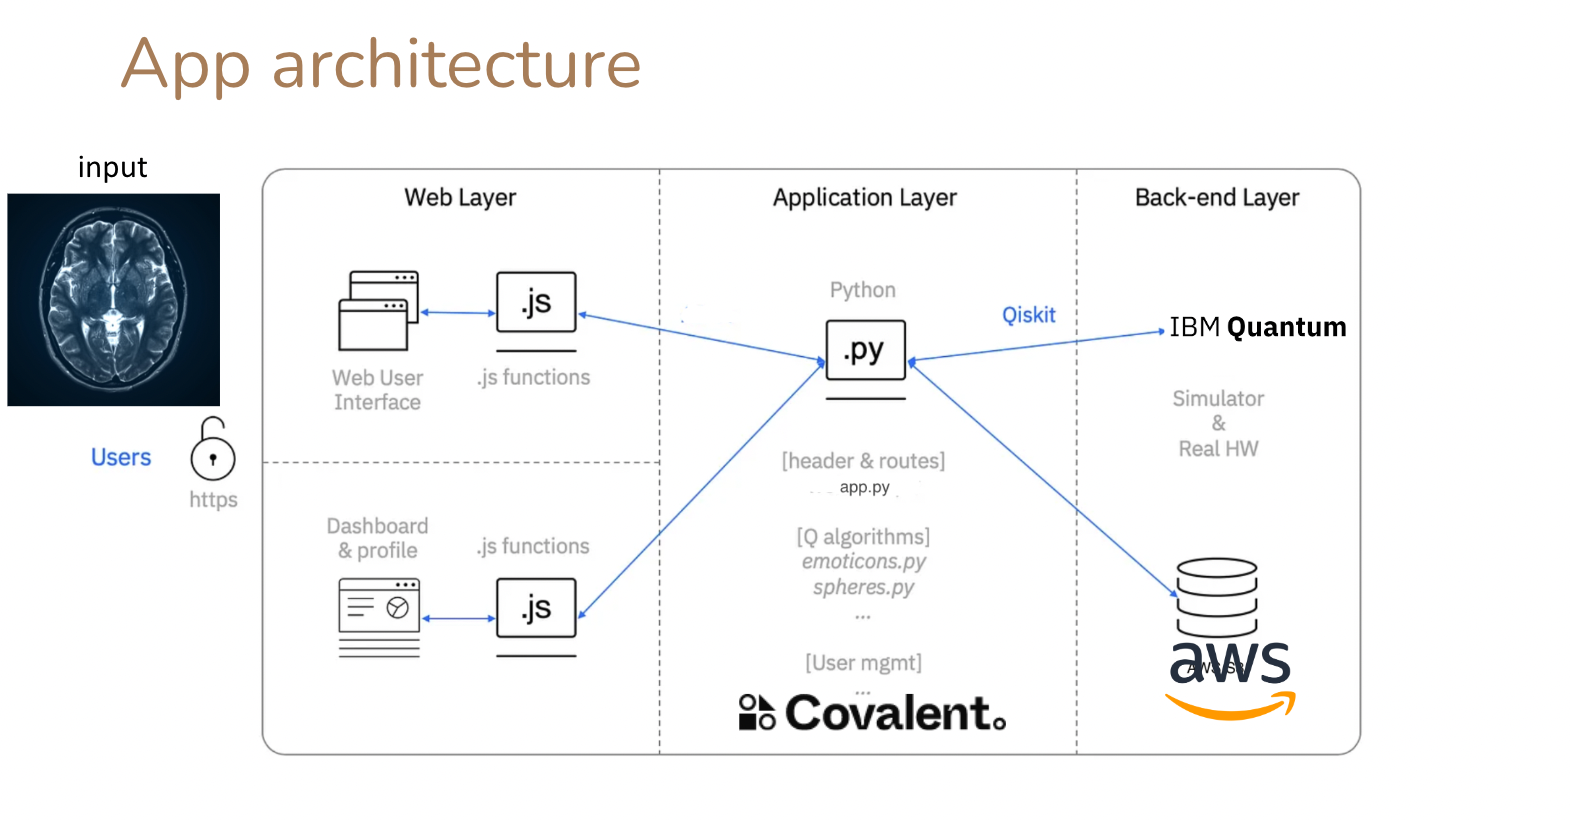 App architecture
input
Users
https
Web Layer
.js
Web User
Interface
.js functions
Dashboard
& profile
.js functions
.js
Application Layer
Python
.py
[header & routes]
app.py
[Q algorithms]
emoticons.py
spheres.py
...
[User mgmt]
...
Covalent.
Back-end Layer
Qiskit
IBM Quantum
Simulator
&
Real HW
aws
AWS S3